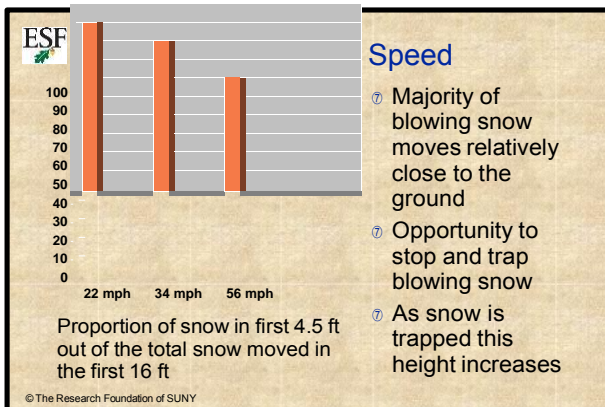 ESF
Speed
100
90
80
70
60
50
40
30
20
10
0
22 mph
34 mph
56 mph
Proportion of snow in first 4.5 ft
out of the total snow moved in
the first 16 ft
⑦ Majority of
blowing snow
moves relatively
close to the
ground
⑦ Opportunity to
stop and trap
blowing snow
⑦ As snow is
trapped this
height increases
© The Research Foundation of SUNY